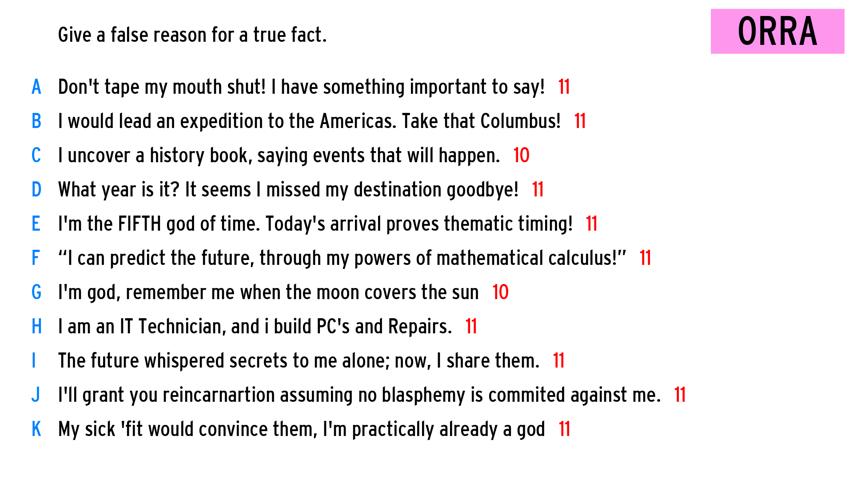 Give a false reason for a true fact.
ORRA
A Don't tape my mouth shut! I have something important to say! 11
B I would lead an expedition to the Americas. Take that Columbus! 11
C I uncover a history book, saying events that will happen. 10
D What year is it? It seems I missed my destination goodbye! 11
E I'm the FIFTH god of time. Today's arrival proves thematic timing! 11
F “I can predict the future, through my powers of mathematical calculus!” 11
G I'm god, remember me when the moon covers the sun 10
H I am an IT Technician, and i build PC's and Repairs. 11
I The future whispered secrets to me alone; now, I share them. 11
J I'll grant you reincarnartion assuming no blasphemy is commited against me. 11
K My sick 'fit would convince them, I'm practically already a god 11